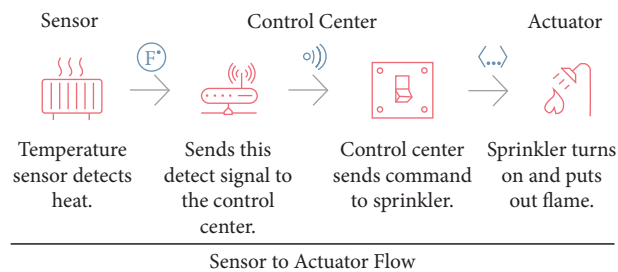 Sensor
Control Center
Actuator
F°
Temperature
sensor detects
heat.
Sends this
detect signal to
the control
center.
Control center
sends command
to sprinkler.
Sprinkler turns
on and puts
out flame.
Sensor to Actuator Flow